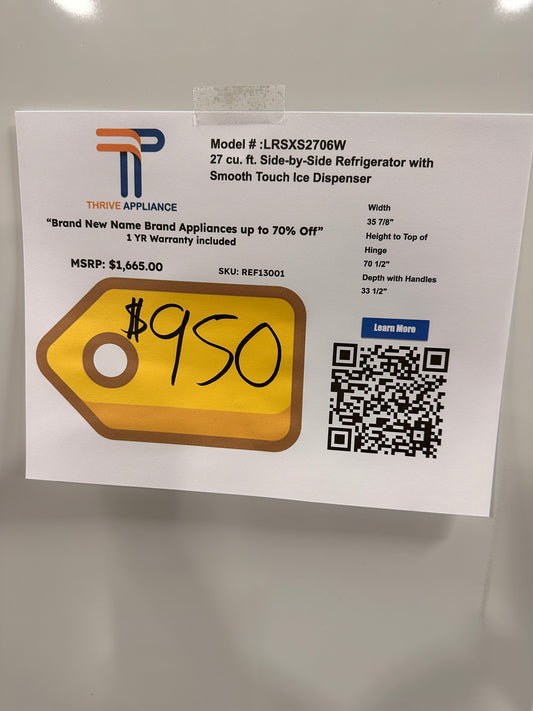 THRIVE APPLIANCE
Model # :LRSXS2706W
27 cu. ft. Side-by-Side Refrigerator with
Smooth Touch Ice Dispenser
"Brand New Name Brand Appliances up to 70% Off"
1 YR Warranty included
MSRP: $1,665.00
SKU: REF13001
$950
Width
35 7/8"
Height to Top of
Hinge
70 1/2"
Depth with Handles
33 1/2"
Learn More